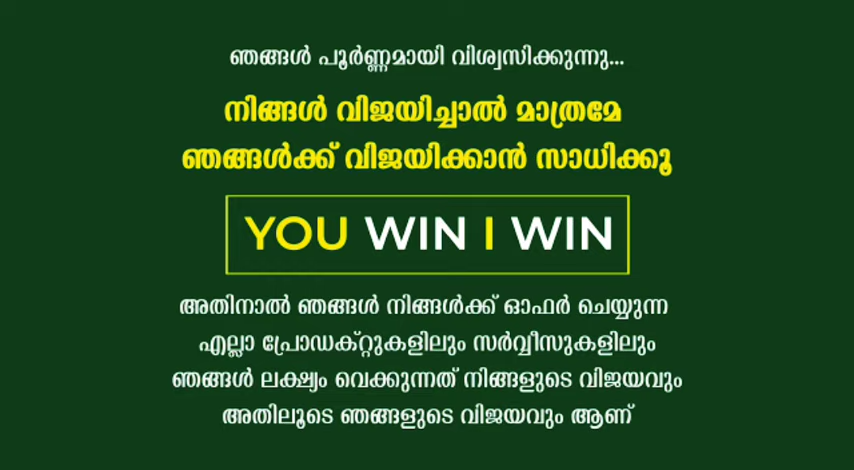 ഞങ്ങൾ പൂർണ്ണമായി വിശ്വസിക്കുന്നു...
നിങ്ങൾ വിജയിച്ചാൽ മാത്രമേ
ഞങ്ങൾക്ക് വിജയിക്കാൻ സാധിക്കൂ
YOU WIN I WIN
അതിനാൽ ഞങ്ങൾ നിങ്ങൾക്ക് ഓഫർ ചെയ്യുന്ന
എല്ലാ പ്രോഡക്റ്റുകളിലും സർവ്വീസുകളിലും
ഞങ്ങൾ ലക്ഷ്യം വെക്കുന്നത് നിങ്ങളുടെ വിജയവും
അതിലൂടെ ഞങ്ങളുടെ വിജയവും ആണ്